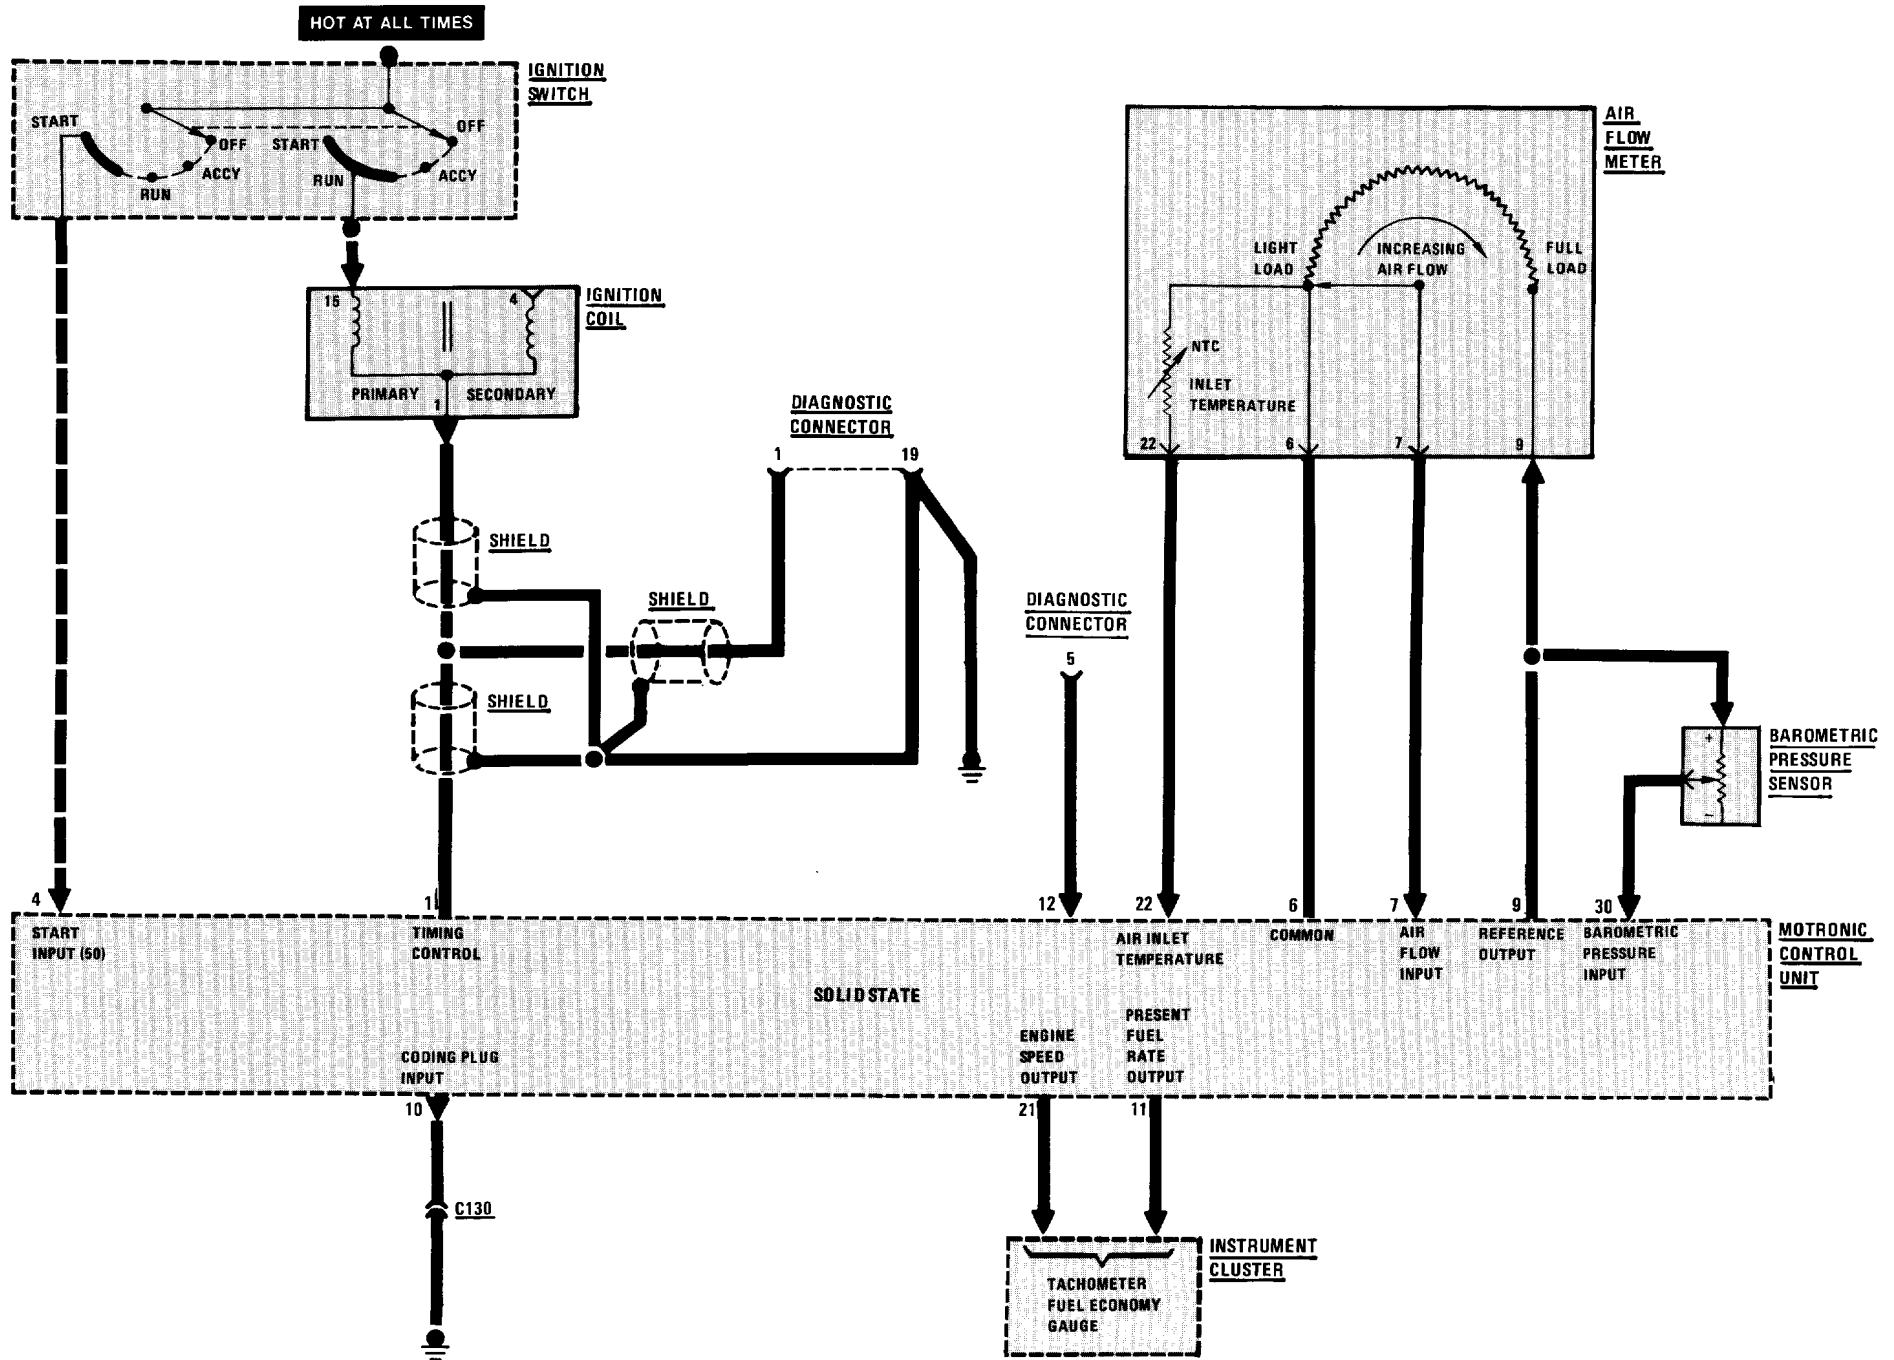 HOT AT ALL TIMES
IGNITION
SWITCH
START
OFF
ACCY
RUN
START
RUN
OFF
ACCY
15
4
PRIMARY
SECONDARY
1
IGNITION
COIL
AIR
FLOW
METER
LIGHT
LOAD
INCREASING
AIR FLOW
FULL
LOAD
NTC
INLET
TEMPERATURE
22
6
7
9
DIAGNOSTIC
CONNECTOR
1
19
SHIELD
SHIELD
SHIELD
DIAGNOSTIC
CONNECTOR
5
+
−
BAROMETRIC
PRESSURE
SENSOR
4
1
12
22
6
7
9
30
START
INPUT (50)
TIMING
CONTROL
AIR INLET
TEMPERATURE
COMMON
AIR
FLOW
INPUT
REFERENCE
OUTPUT
BAROMETRIC
PRESSURE
INPUT
MOTRONIC
CONTROL
UNIT
SOLID STATE
CODING PLUG
INPUT
ENGINE
SPEED
OUTPUT
PRESENT
FUEL
RATE
OUTPUT
10
21
11
C130
INSTRUMENT
CLUSTER
TACHOMETER
FUEL ECONOMY
GAUGE